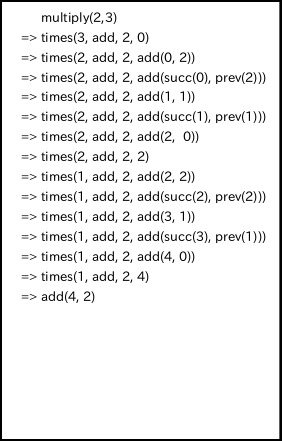 multiply(2,3)
=> times(3, add, 2, 0)
=> times(2, add, 2, add(0, 2))
=> times(2, add, 2, add(succ(0), prev(2)))
=> times(2, add, 2, add(1, 1))
=> times(2, add, 2, add(succ(1), prev(1)))
=> times(2, add, 2, add(2,  0))
=> times(2, add, 2, 2)
=> times(1, add, 2, add(2, 2))
=> times(1, add, 2, add(succ(2), prev(2)))
=> times(1, add, 2, add(3, 1))
=> times(1, add, 2, add(succ(3), prev(1)))
=> times(1, add, 2, add(4, 0))
=> times(1, add, 2, 4)
=> add(4, 2)